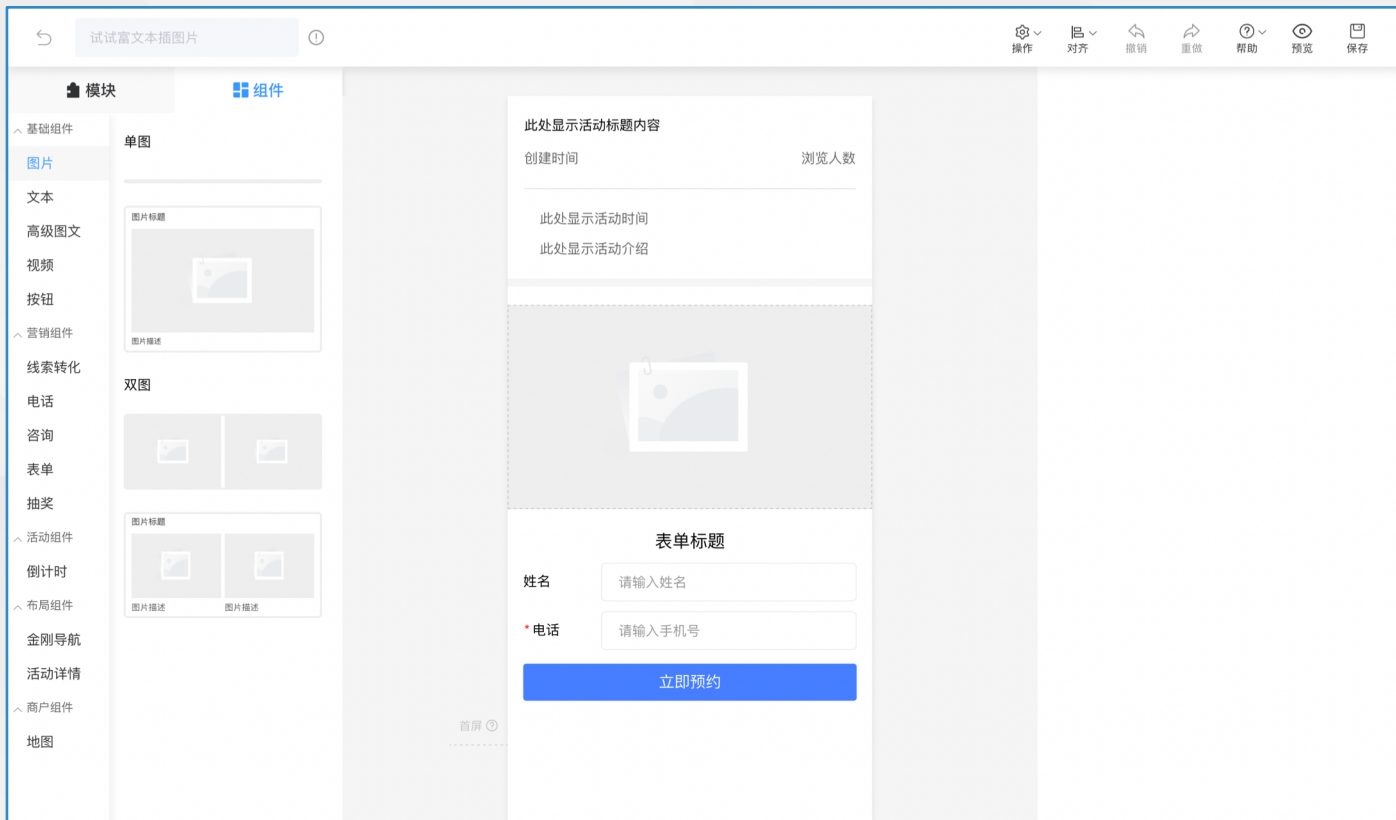 试试富文本插图片
操作
对齐
撤销
重做
帮助
预览
保存
模块
组件
基础组件
图片
文本
高级图文
视频
按钮
营销组件
线索转化
电话
咨询
表单
抽奖
活动组件
倒计时
布局组件
金刚导航
活动详情
商户组件
地图
单图
图片标题
图片描述
双图
图片标题
图片描述 图片描述
此处显示活动标题内容
创建时间 浏览人数
此处显示活动时间
此处显示活动介绍
表单标题
姓名 请输入姓名
*电话 请输入手机号
立即预约
首屏